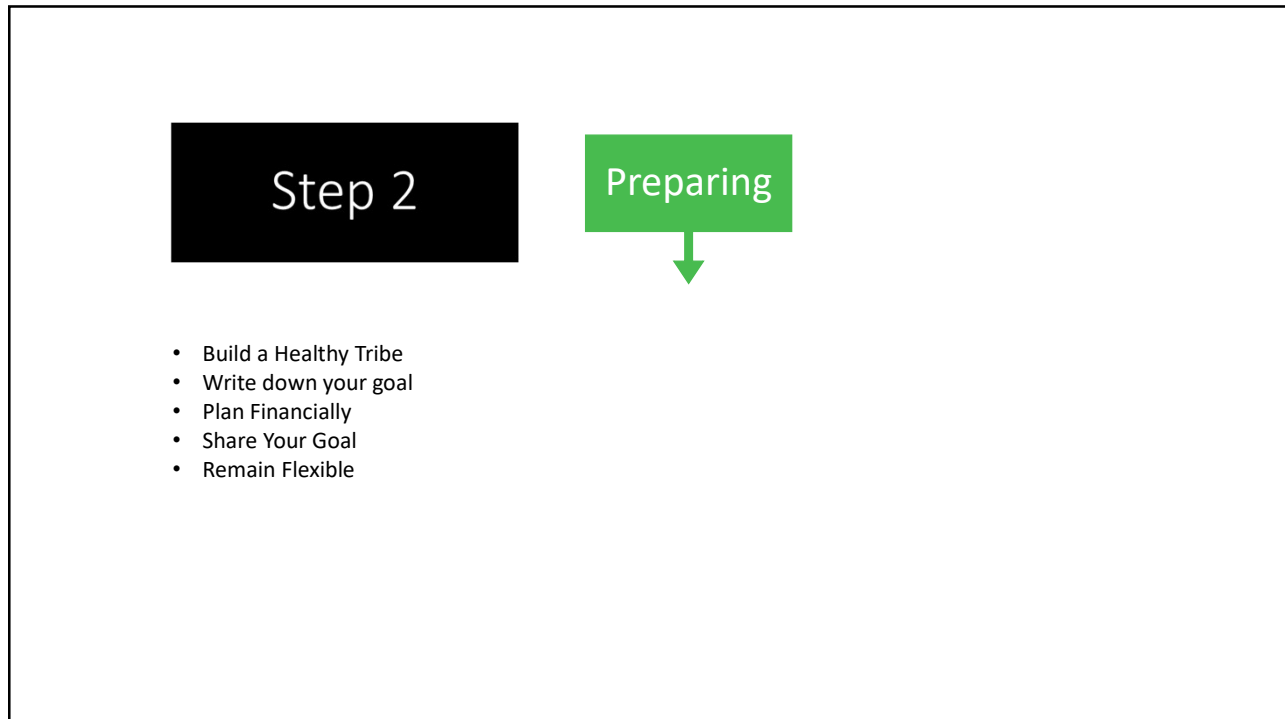 Step 2
Preparing
• Build a Healthy Tribe
• Write down your goal
• Plan Financially
• Share Your Goal
• Remain Flexible